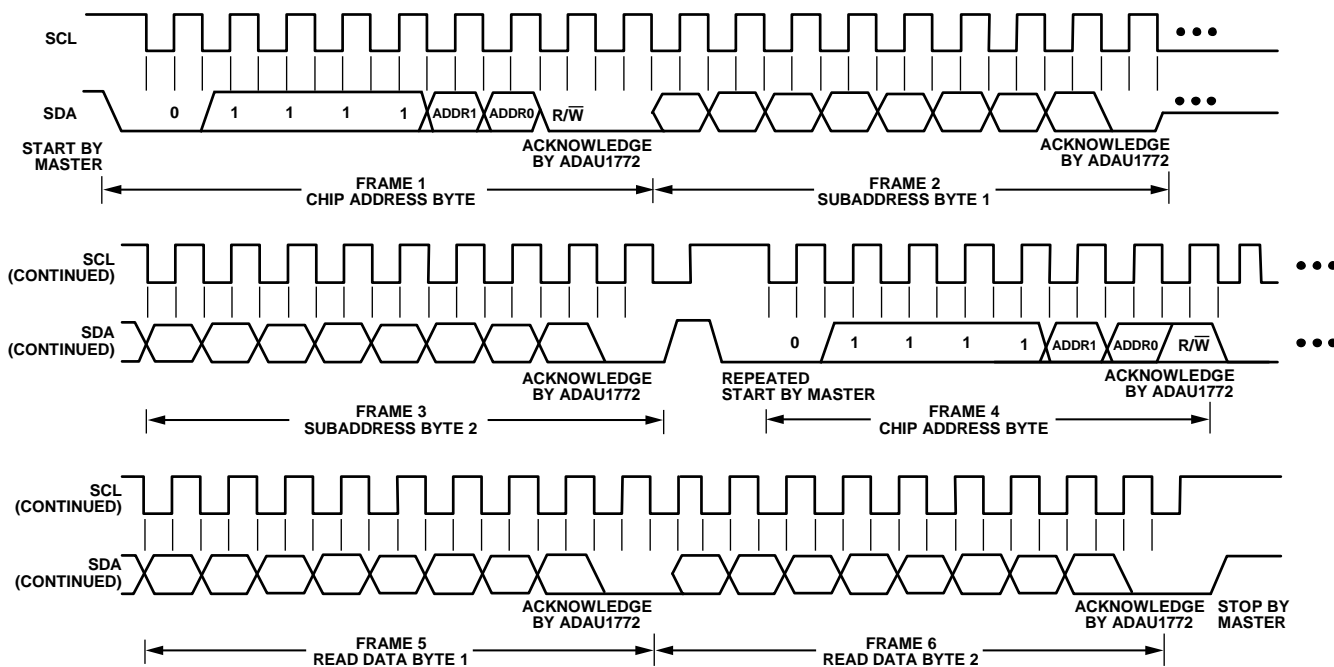 SCL
SDA
0 1 1 1 1 ADDR1 ADDR0 R/W̅
START BY
MASTER
ACKNOWLEDGE
BY ADAU1772
ACKNOWLEDGE
BY ADAU1772
FRAME 1
CHIP ADDRESS BYTE
FRAME 2
SUBADDRESS BYTE 1
SCL
(CONTINUED)
SDA
(CONTINUED)
0 1 1 1 1 ADDR1 ADDR0 R/W̅
ACKNOWLEDGE
BY ADAU1772
REPEATED
START BY MASTER
ACKNOWLEDGE
BY ADAU1772
FRAME 3
SUBADDRESS BYTE 2
FRAME 4
CHIP ADDRESS BYTE
SCL
(CONTINUED)
SDA
(CONTINUED)
ACKNOWLEDGE
BY ADAU1772
ACKNOWLEDGE
BY ADAU1772
STOP BY
MASTER
FRAME 5
READ DATA BYTE 1
FRAME 6
READ DATA BYTE 2